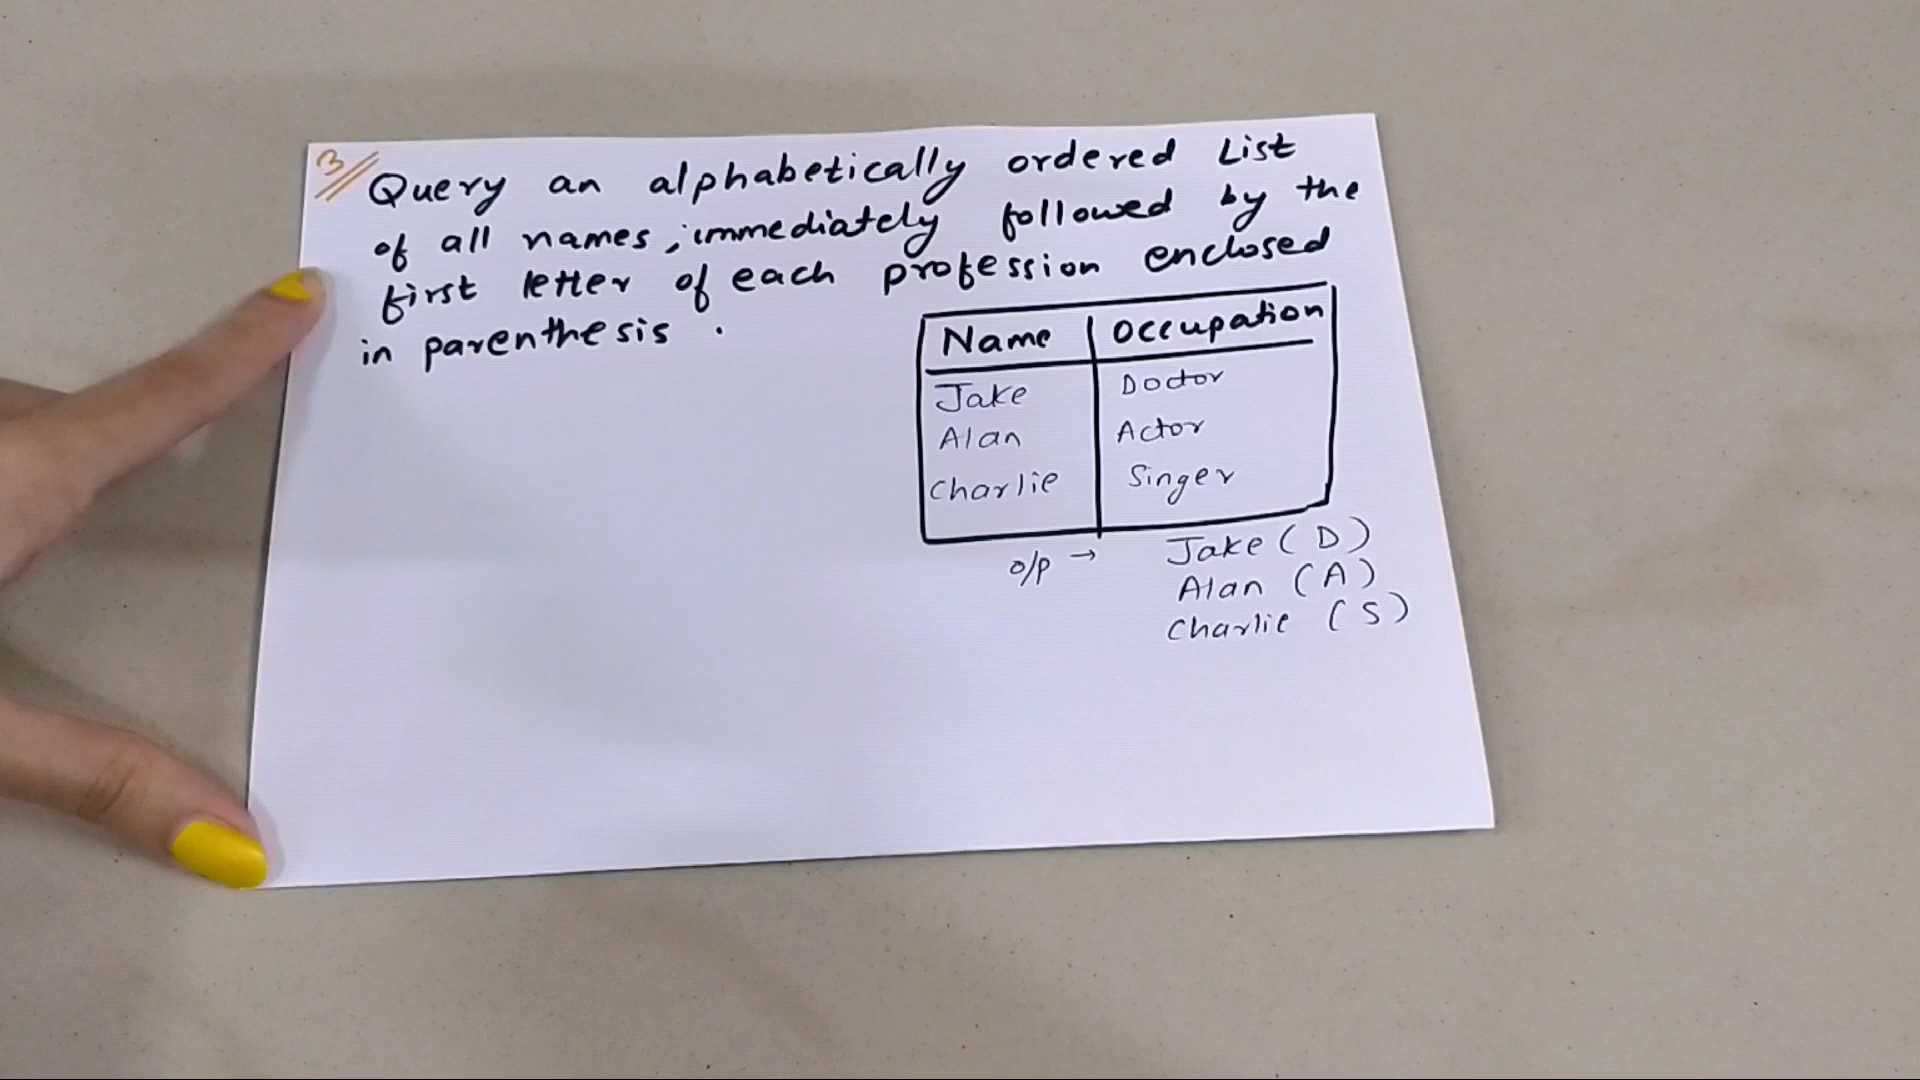 3
Query an alphabetically ordered List
of all names, immediately followed by the
first letter of each profession enclosed
in parenthesis .
Name | Occupation
Jake Doctor
Alan Actor
Charlie Singer
o/p → Jake ( D )
Alan ( A )
Charlie ( S )